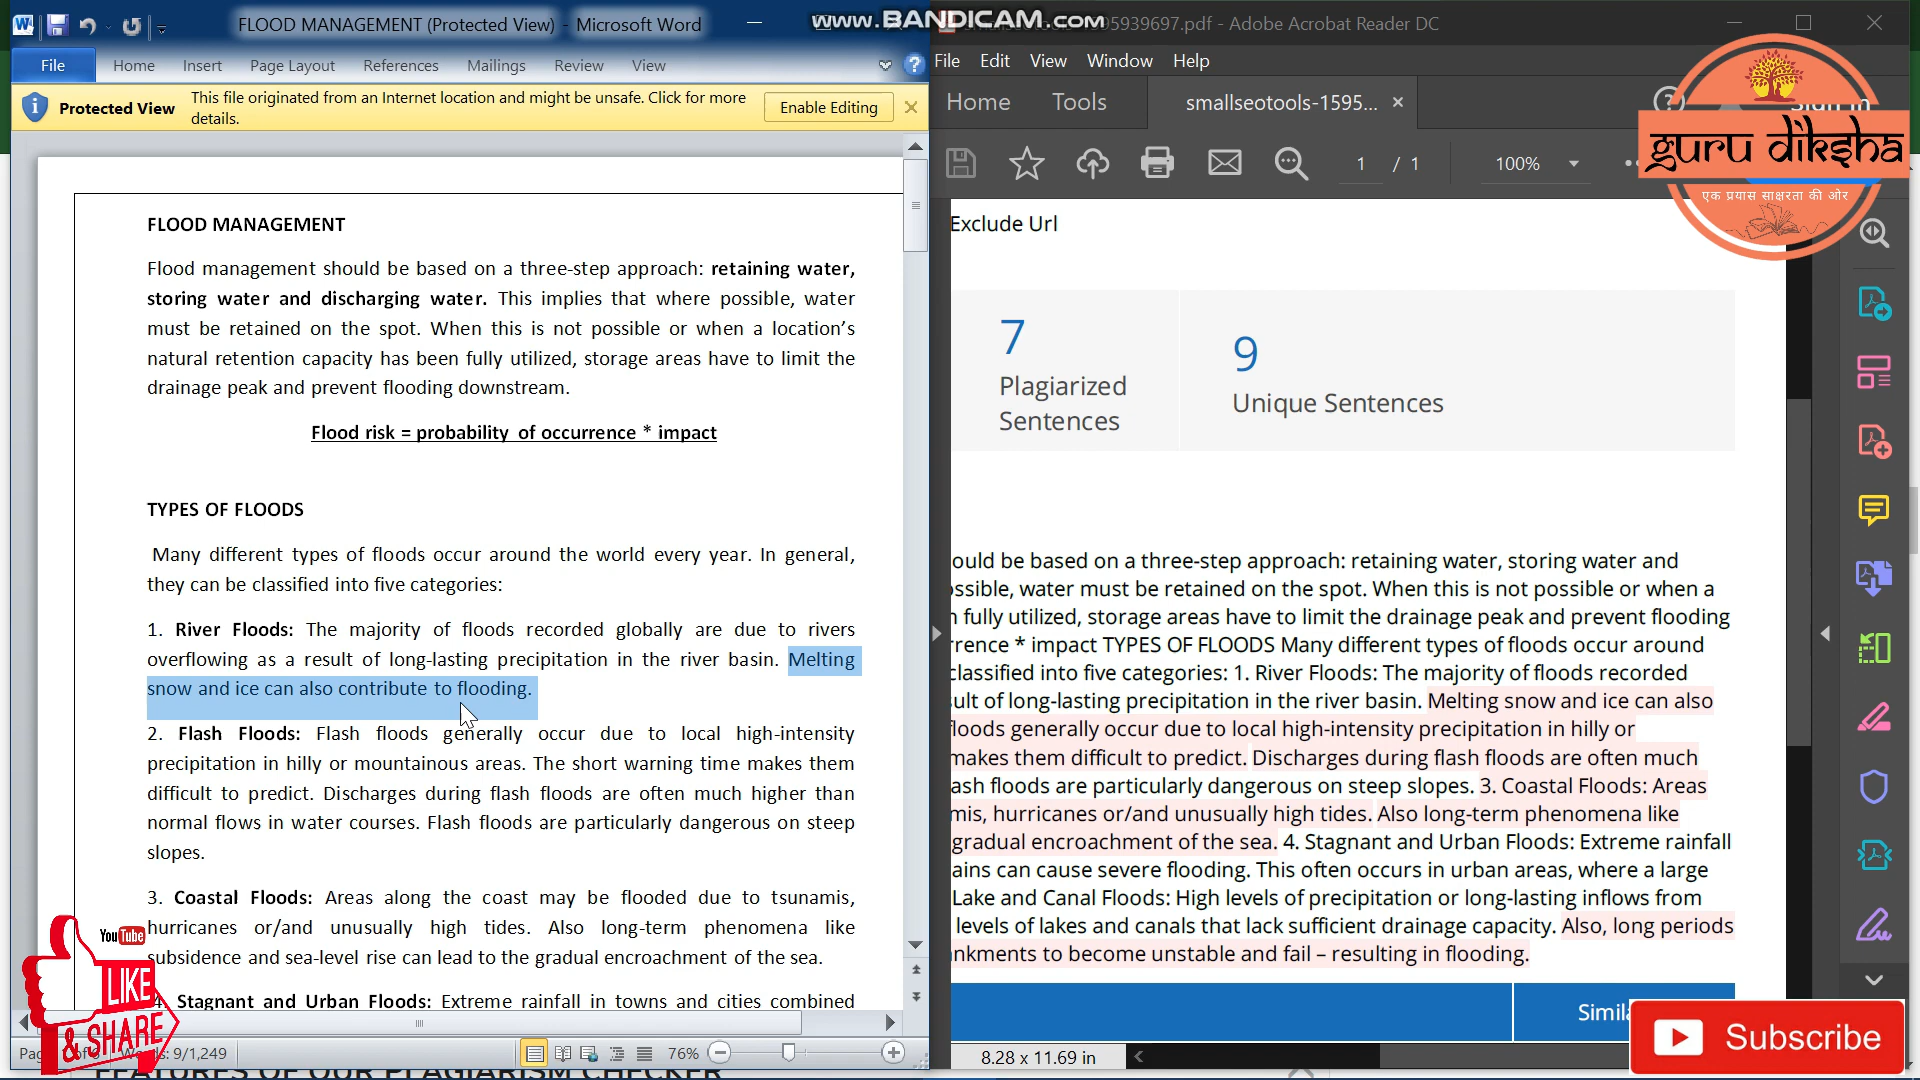 FLOOD MANAGEMENT (Protected View) - Microsoft Word
File Home Insert Page Layout References Mailings Review View
Protected View This file originated from an Internet location and might be unsafe. Click for more
details.
Enable Editing
FLOOD MANAGEMENT
Flood management should be based on a three-step approach: retaining water,
storing water and discharging water. This implies that where possible, water
must be retained on the spot. When this is not possible or when a location's
natural retention capacity has been fully utilized, storage areas have to limit the
drainage peak and prevent flooding downstream.
Flood risk = probability of occurrence * impact
TYPES OF FLOODS
Many different types of floods occur around the world every year. In general,
they can be classified into five categories:
1. River Floods: The majority of floods recorded globally are due to rivers
overflowing as a result of long-lasting precipitation in the river basin. Melting
snow and ice can also contribute to flooding.
2. Flash Floods: Flash floods generally occur due to local high-intensity
precipitation in hilly or mountainous areas. The short warning time makes them
difficult to predict. Discharges during flash floods are often much higher than
normal flows in water courses. Flash floods are particularly dangerous on steep
slopes.
3. Coastal Floods: Areas along the coast may be flooded due to tsunamis,
hurricanes or/and unusually high tides. Also long-term phenomena like
subsidence and sea-level rise can lead to the gradual encroachment of the sea.
4. Stagnant and Urban Floods: Extreme rainfall in towns and cities combined
Words: 9/1,249
76%
FEATURES OF OUR PLAGIARISM CHECKER
YouTube
LIKE
& SHARE
www.BANDICAM.com
5939697.pdf - Adobe Acrobat Reader DC
File Edit View Window Help
Home Tools smallseotools-1595... ×
Sign In
1 / 1 100%
guru diksha
एक प्रयास साक्षरता की ओर
Exclude Url
7
Plagiarized
Sentences
9
Unique Sentences
ould be based on a three-step approach: retaining water, storing water and
ossible, water must be retained on the spot. When this is not possible or when a
n fully utilized, storage areas have to limit the drainage peak and prevent flooding
rrence * impact TYPES OF FLOODS Many different types of floods occur around
classified into five categories: 1. River Floods: The majority of floods recorded
sult of long-lasting precipitation in the river basin. Melting snow and ice can also
floods generally occur due to local high-intensity precipitation in hilly or
makes them difficult to predict. Discharges during flash floods are often much
ash floods are particularly dangerous on steep slopes. 3. Coastal Floods: Areas
mis, hurricanes or/and unusually high tides. Also long-term phenomena like
gradual encroachment of the sea. 4. Stagnant and Urban Floods: Extreme rainfall
ains can cause severe flooding. This often occurs in urban areas, where a large
Lake and Canal Floods: High levels of precipitation or long-lasting inflows from
levels of lakes and canals that lack sufficient drainage capacity. Also, long periods
nkments to become unstable and fail – resulting in flooding.
Simila
8.28 x 11.69 in
Subscribe